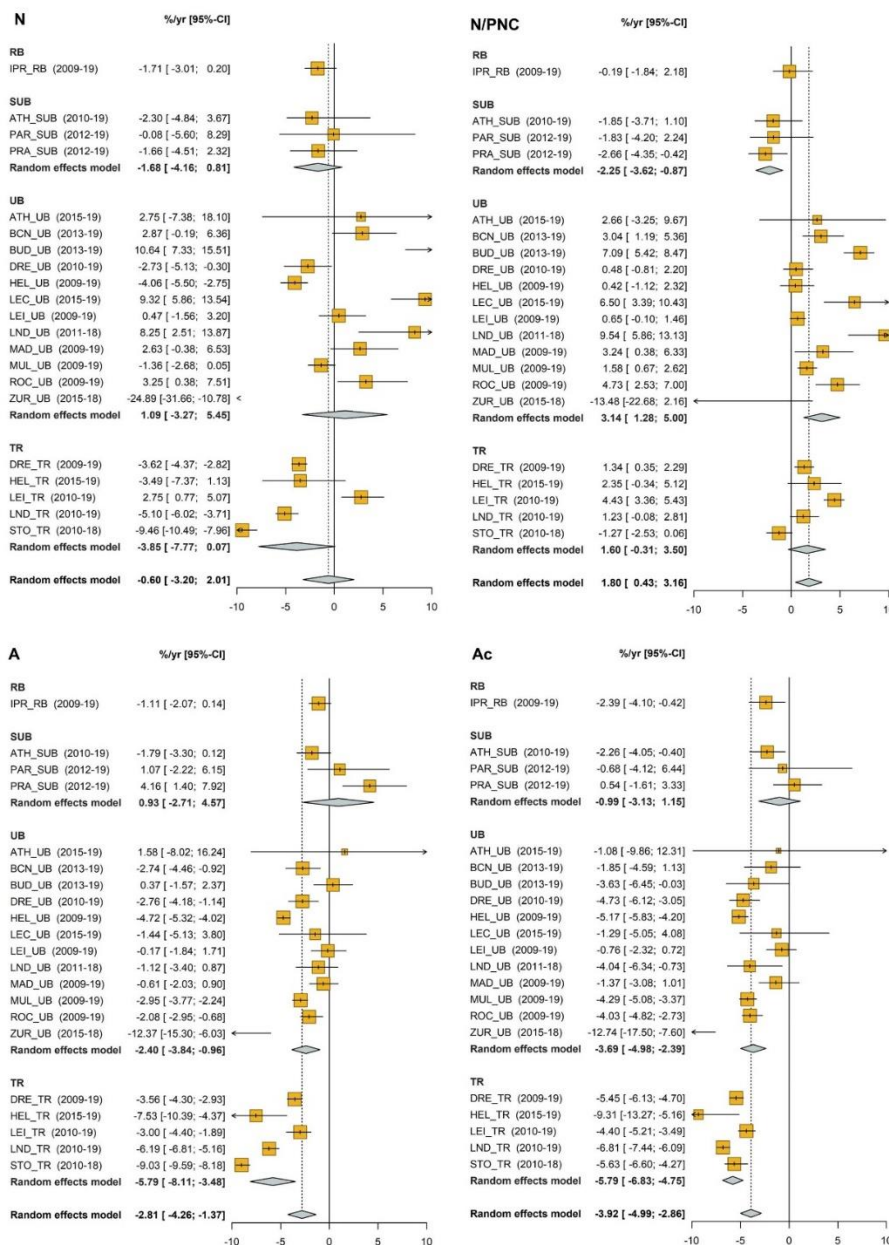 N
%/yr [95%-CI]
RB
IPR_RB (2009-19) -1.71 [ -3.01; 0.20]
SUB
ATH_SUB (2010-19) -2.30 [ -4.84; 3.67]
PAR_SUB (2012-19) -0.08 [ -5.60; 8.29]
PRA_SUB (2012-19) -1.66 [ -4.51; 2.32]
Random effects model -1.68 [ -4.16; 0.81]
UB
ATH_UB (2015-19) 2.75 [ -7.38; 18.10]
BCN_UB (2013-19) 2.87 [ -0.19; 6.36]
BUD_UB (2013-19) 10.64 [ 7.33; 15.51]
DRE_UB (2010-19) -2.73 [ -5.13; -0.30]
HEL_UB (2009-19) -4.06 [ -5.50; -2.75]
LEC_UB (2015-19) 9.32 [ 5.86; 13.54]
LEI_UB (2009-19) 0.47 [ -1.56; 3.20]
LND_UB (2011-18) 8.25 [ 2.51; 13.87]
MAD_UB (2009-19) 2.63 [ -0.38; 6.53]
MUL_UB (2009-19) -1.36 [ -2.68; 0.05]
ROC_UB (2009-19) 3.25 [ 0.38; 7.51]
ZUR_UB (2015-18) -24.89 [-31.66; -10.78]
Random effects model 1.09 [ -3.27; 5.45]
TR
DRE_TR (2009-19) -3.62 [ -4.37; -2.82]
HEL_TR (2015-19) -3.49 [ -7.37; 1.13]
LEI_TR (2010-19) 2.75 [ 0.77; 5.07]
LND_TR (2010-19) -5.10 [ -6.02; -3.71]
STO_TR (2010-18) -9.46 [-10.49; -7.96]
Random effects model -3.85 [ -7.77; 0.07]
Random effects model -0.60 [ -3.20; 2.01]
-10 -5 0 5 10
N/PNC
%/yr [95%-CI]
RB
IPR_RB (2009-19) -0.19 [ -1.84; 2.18]
SUB
ATH_SUB (2010-19) -1.85 [ -3.71; 1.10]
PAR_SUB (2012-19) -1.83 [ -4.20; 2.24]
PRA_SUB (2012-19) -2.66 [ -4.35; -0.42]
Random effects model -2.25 [ -3.62; -0.87]
UB
ATH_UB (2015-19) 2.66 [ -3.25; 9.67]
BCN_UB (2013-19) 3.04 [ 1.19; 5.36]
BUD_UB (2013-19) 7.09 [ 5.42; 8.47]
DRE_UB (2010-19) 0.48 [ -0.81; 2.20]
HEL_UB (2009-19) 0.42 [ -1.12; 2.32]
LEC_UB (2015-19) 6.50 [ 3.39; 10.43]
LEI_UB (2009-19) 0.65 [ -0.10; 1.46]
LND_UB (2011-18) 9.54 [ 5.86; 13.13]
MAD_UB (2009-19) 3.24 [ 0.38; 6.33]
MUL_UB (2009-19) 1.58 [ 0.67; 2.62]
ROC_UB (2009-19) 4.73 [ 2.53; 7.00]
ZUR_UB (2015-18) -13.48 [-22.68; 2.16]
Random effects model 3.14 [ 1.28; 5.00]
TR
DRE_TR (2009-19) 1.34 [ 0.35; 2.29]
HEL_TR (2015-19) 2.35 [ -0.34; 5.12]
LEI_TR (2010-19) 4.43 [ 3.36; 5.43]
LND_TR (2010-19) 1.23 [ -0.08; 2.81]
STO_TR (2010-18) -1.27 [ -2.53; 0.06]
Random effects model 1.60 [ -0.31; 3.50]
Random effects model 1.80 [ 0.43; 3.16]
-10 -5 0 5 10
A
%/yr [95%-CI]
RB
IPR_RB (2009-19) -1.11 [ -2.07; 0.14]
SUB
ATH_SUB (2010-19) -1.79 [ -3.30; 0.12]
PAR_SUB (2012-19) 1.07 [ -2.22; 6.15]
PRA_SUB (2012-19) 4.16 [ 1.40; 7.92]
Random effects model 0.93 [ -2.71; 4.57]
UB
ATH_UB (2015-19) 1.58 [ -8.02; 16.24]
BCN_UB (2013-19) -2.74 [ -4.46; -0.92]
BUD_UB (2013-19) 0.37 [ -1.57; 2.37]
DRE_UB (2010-19) -2.76 [ -4.18; -1.14]
HEL_UB (2009-19) -4.72 [ -5.32; -4.02]
LEC_UB (2015-19) -1.44 [ -5.13; 3.80]
LEI_UB (2009-19) -0.17 [ -1.84; 1.71]
LND_UB (2011-18) -1.12 [ -3.40; 0.87]
MAD_UB (2009-19) -0.61 [ -2.03; 0.90]
MUL_UB (2009-19) -2.95 [ -3.77; -2.24]
ROC_UB (2009-19) -2.08 [ -2.95; -0.68]
ZUR_UB (2015-18) -12.37 [-15.30; -6.03]
Random effects model -2.40 [ -3.84; -0.96]
TR
DRE_TR (2009-19) -3.56 [ -4.30; -2.93]
HEL_TR (2015-19) -7.53 [-10.39; -4.37]
LEI_TR (2010-19) -3.00 [ -4.40; -1.89]
LND_TR (2010-19) -6.19 [ -6.81; -5.16]
STO_TR (2010-18) -9.03 [ -9.59; -8.18]
Random effects model -5.79 [ -8.11; -3.48]
Random effects model -2.81 [ -4.26; -1.37]
-10 -5 0 5 10
Ac
%/yr [95%-CI]
RB
IPR_RB (2009-19) -2.39 [ -4.10; -0.42]
SUB
ATH_SUB (2010-19) -2.26 [ -4.05; -0.40]
PAR_SUB (2012-19) -0.68 [ -4.12; 6.44]
PRA_SUB (2012-19) 0.54 [ -1.61; 3.33]
Random effects model -0.99 [ -3.13; 1.15]
UB
ATH_UB (2015-19) -1.08 [ -9.86; 12.31]
BCN_UB (2013-19) -1.85 [ -4.59; 1.13]
BUD_UB (2013-19) -3.63 [ -6.45; -0.03]
DRE_UB (2010-19) -4.73 [ -6.12; -3.05]
HEL_UB (2009-19) -5.17 [ -5.83; -4.20]
LEC_UB (2015-19) -1.29 [ -5.05; 4.08]
LEI_UB (2009-19) -0.76 [ -2.32; 0.72]
LND_UB (2011-18) -4.04 [ -6.34; -0.73]
MAD_UB (2009-19) -1.37 [ -3.08; 1.01]
MUL_UB (2009-19) -4.29 [ -5.08; -3.37]
ROC_UB (2009-19) -4.03 [ -4.82; -2.73]
ZUR_UB (2015-18) -12.74 [-17.50; -7.60]
Random effects model -3.69 [ -4.98; -2.39]
TR
DRE_TR (2009-19) -5.45 [ -6.13; -4.70]
HEL_TR (2015-19) -9.31 [-13.27; -5.16]
LEI_TR (2010-19) -4.40 [ -5.21; -3.49]
LND_TR (2010-19) -6.81 [ -7.44; -6.09]
STO_TR (2010-18) -5.63 [ -6.60; -4.27]
Random effects model -5.79 [ -6.83; -4.75]
Random effects model -3.92 [ -4.99; -2.86]
-10 -5 0 5 10